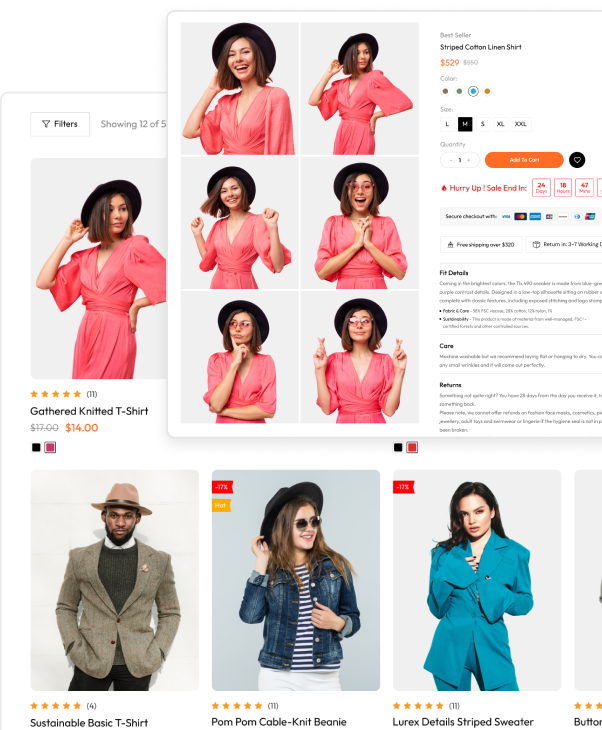 Best Seller
Striped Cotton Linen Shirt
$529 $550
Color:
Size:
L M S XL XXL
Quantity
- 1 +
Add To Cart
Hurry Up ! Sale End In:
24 Days
18 Hours
47 Mins
Secure checkout with:
VISA
Free shipping over $320
Return in: 3-7 Working D
Fit Details
Coming in the brightest colors, the
sneaker is made from blue-gre
purple contrast details. Designed in a low-top silhouette sitting on rubber s
complete with classic features, including exposed stitching and logo stamp
• Fabric & Care - 56% FSC viscose, 28% cotton, 12% nylon,
• Sustainability - This product is made of material from well-managed, FSC®-
certified forests and other controlled sources.
Care
Machine washable but we recommend laying flat or hanging to dry. You ca
any small wrinkles and it will come out perfectly.
Returns
Something not quite right? You have 28 days from the day you receive it, to
something back.
Please note, we cannot offer refunds on fashion face masks, cosmetics, pi
jewellery, adult toys and swimwear or lingerie if the hygiene seal is not in p
been broken.
Filters
Showing 12 of 5
(11)
Gathered Knitted T-Shirt
$17.00 $14.00
-17%
Hot
-17%
(4)
Sustainable Basic T-Shirt
(11)
Pom Pom Cable-Knit Beanie
(11)
Lurex Details Striped Sweater
Button